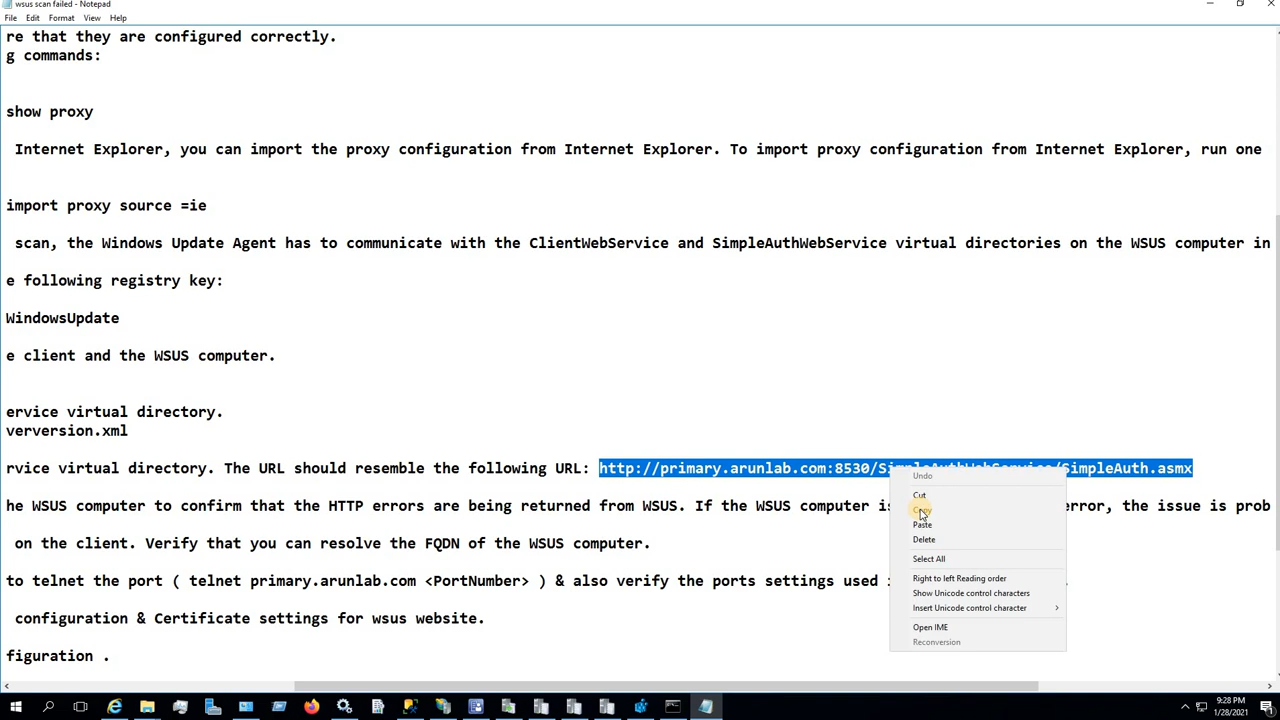 wsus scan failed - Notepad
File Edit Format View Help
re that they are configured correctly.
g commands:
show proxy
Internet Explorer, you can import the proxy configuration from Internet Explorer. To import proxy configuration from Internet Explorer, run one
import proxy source =ie
scan, the Windows Update Agent has to communicate with the ClientWebService and SimpleAuthWebService virtual directories on the WSUS computer in
e following registry key:
WindowsUpdate
e client and the WSUS computer.
ervice virtual directory.
verversion.xml
rvice virtual directory. The URL should resemble the following URL: http://primary.arunlab.com:8530/SimpleAuthWebService/SimpleAuth.asmx
Undo
Cut
Copy
he WSUS computer to confirm that the HTTP errors are being returned from WSUS. If the WSUS computer is error, the issue is prob
Paste
Delete
on the client. Verify that you can resolve the FQDN of the WSUS computer.
Select All
Right to left Reading order
to telnet the port ( telnet primary.arunlab.com <PortNumber> ) & also verify the ports settings used
Show Unicode control characters
Insert Unicode control character
configuration & Certificate settings for wsus website.
Open IME
Reconversion
figuration .
9:28 PM
1/28/2021